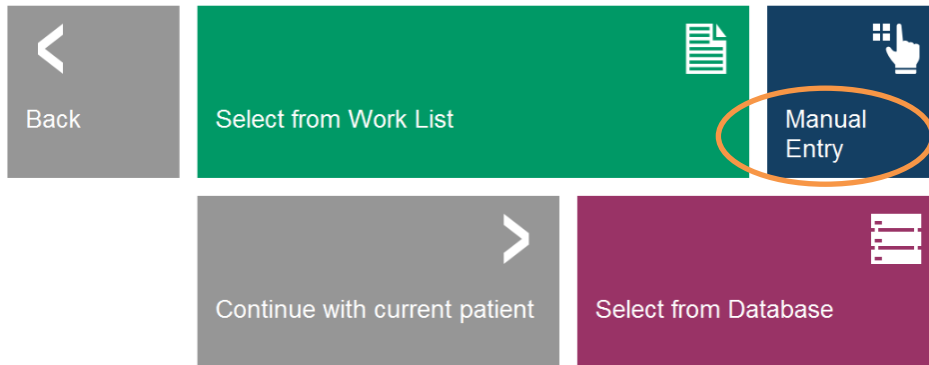 Back
Select from Work List
Manual
Entry
Continue with current patient
Select from Database